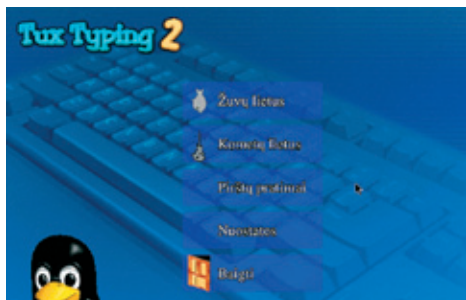 Tux Typing 2
Žuvų lietus
Kometų lietus
Pirštų pratimai
Nuostatos
Baigti